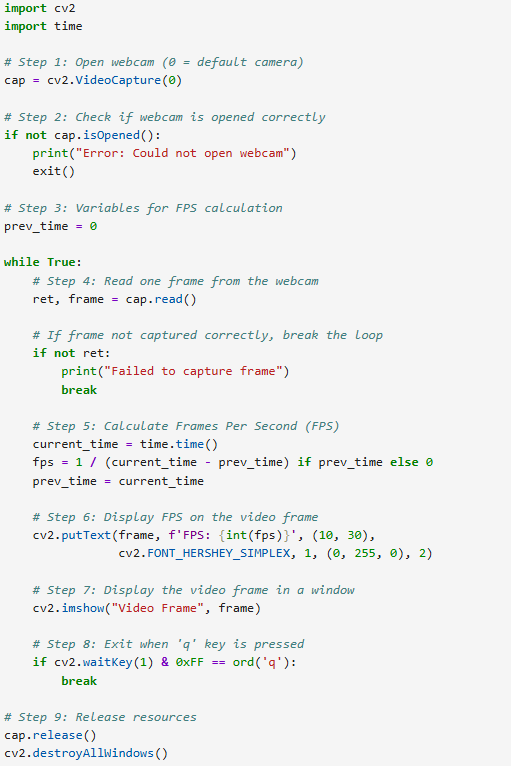 import cv2
import time
# Step 1: Open webcam (0 = default camera)
cap = cv2.VideoCapture(0)
# Step 2: Check if webcam is opened correctly
if not cap.isOpened():
    print("Error: Could not open webcam")
    exit()
# Step 3: Variables for FPS calculation
prev_time = 0
while True:
    # Step 4: Read one frame from the webcam
    ret, frame = cap.read()
    # If frame not captured correctly, break the loop
    if not ret:
        print("Failed to capture frame")
        break
    # Step 5: Calculate Frames Per Second (FPS)
    current_time = time.time()
    fps = 1 / (current_time - prev_time) if prev_time else 0
    prev_time = current_time
    # Step 6: Display FPS on the video frame
    cv2.putText(frame, f'FPS: {int(fps)}', (10, 30),
                cv2.FONT_HERSHEY_SIMPLEX, 1, (0, 255, 0), 2)
    # Step 7: Display the video frame in a window
    cv2.imshow("Video Frame", frame)
    # Step 8: Exit when 'q' key is pressed
    if cv2.waitKey(1) & 0xFF == ord('q'):
        break
# Step 9: Release resources
cap.release()
cv2.destroyAllWindows()